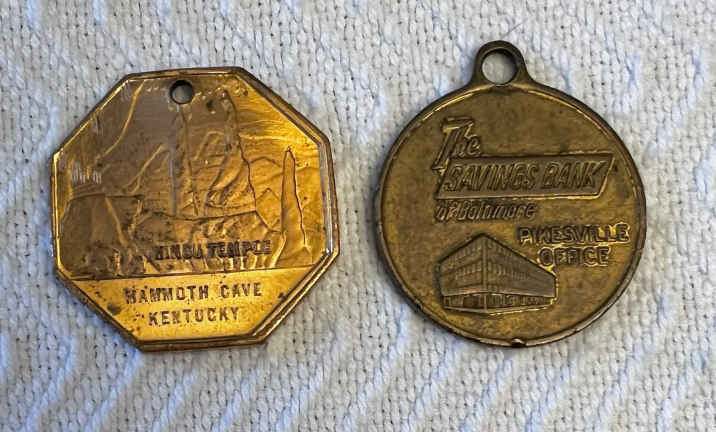 HINDU TEMPLE
MAMMOTH CAVE
KENTUCKY
The
SAVINGS BANK
of Baltimore
PIKESVILLE
OFFICE